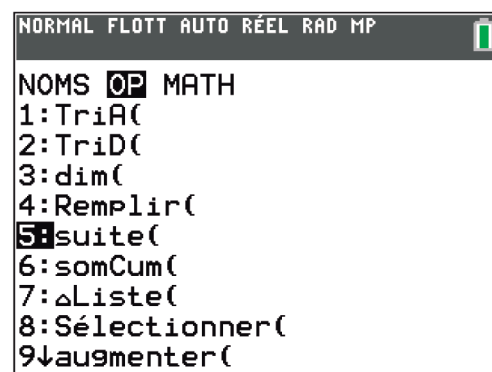 NORMAL FLOTT AUTO RÉEL RAD MP
NOMS OP MATH
1:TriA(
2:TriD(
3:dim(
4:Remplir(
5:suite(
6:somCum(
7:△Liste(
8:Sélectionner(
9↓augmenter(